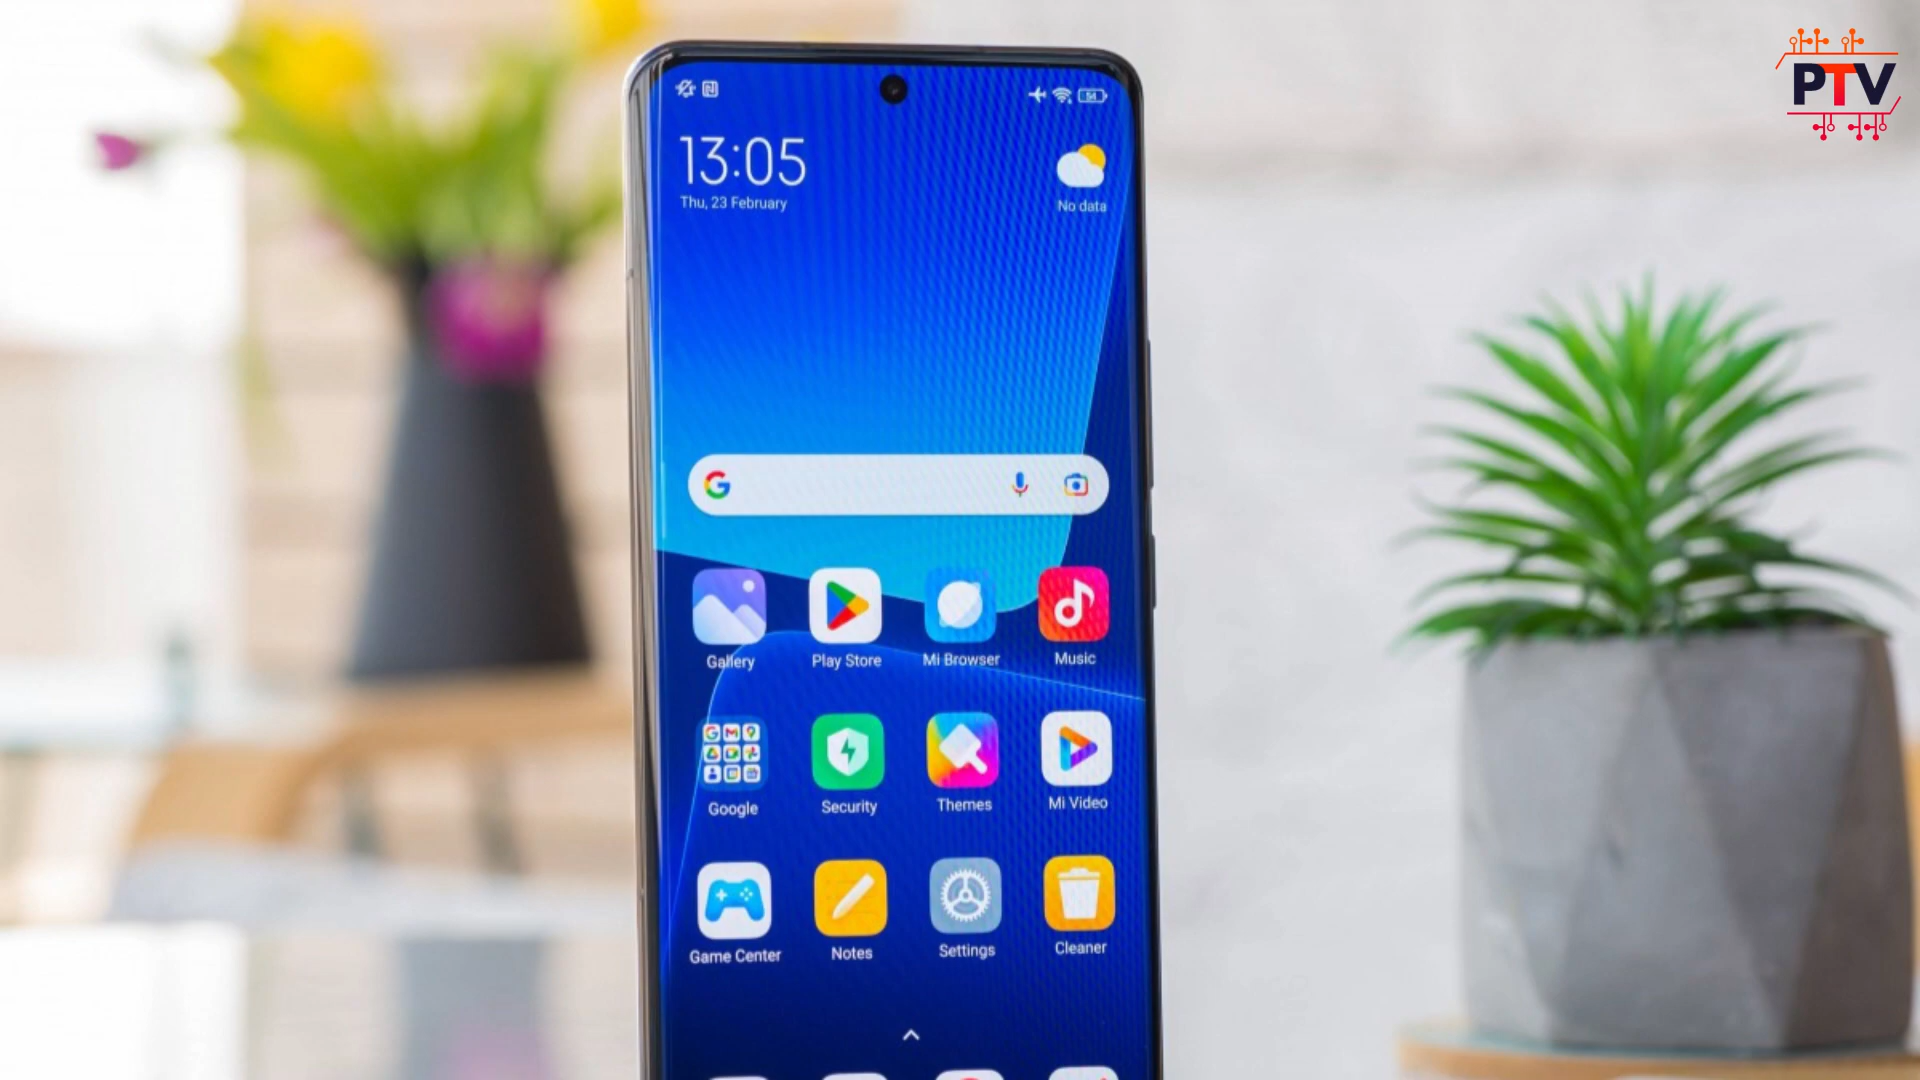 PTV
54
13:05
Thu, 23 February
No data
G
Gallery
Play Store
Mi Browser
Music
Google
Security
Themes
Mi Video
Game Center
Notes
Settings
Cleaner